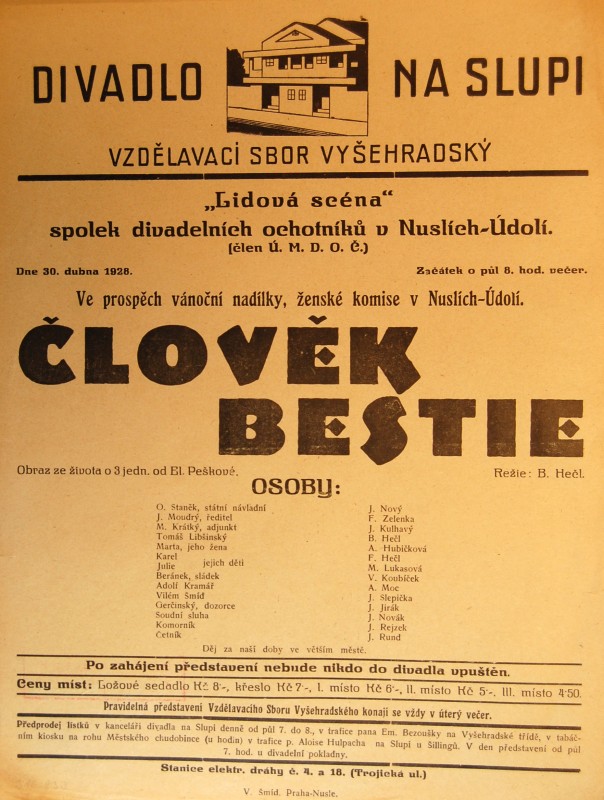 DIVADLO NA SLUPI
VZDĚLAVACÍ SBOR VYŠEHRADSKÝ
„Lidová scéna“
spolek divadelních ochotníků v Nuslích-Údolí.
(člen Ú. M. D. O. Č.)
Dne 30. dubna 1928. Začátek o půl 8. hod. večer.
Ve prospěch vánoční nadílky, ženské komise v Nuslích-Údolí.
ČLOVĚK
BESTIE
Obraz ze života o 3 jedn. od El. Peškové. Režie: B. Hečl.
OSOBY:
O. Staněk, státní návladní J. Nový
J. Moudrý, ředitel F. Zelenka
M. Krátký, adjunkt J. Kulhavý
Tomáš Libšinský B. Hečl
Marta, jeho žena A. Hubičková
Karel F. Hečl
jejich děti
Julie M. Lukasová
Beránek, sládek V. Koubíček
Adolf Kramář A. Moc
Vilém Šmíd J. Slepička
Gerčinský, dozorce J. Jirák
Soudní sluha J. Novák
Komorník J. Rejzek
Četník J. Rund
Děj za naší doby ve větším městě.
Po zahájení představení nebude nikdo do divadla vpuštěn.
Ceny míst: Ložové sedadlo Kč 8·-, křeslo Kč 7·-, I. místo Kč 6·-, II. místo Kč 5·-, III. místo 4·50.
Pravidelná představení Vzdělavacího Sboru Vyšehradského konají se vždy v úterý večer.
Předprodej lístků v kanceláři divadla na Slupi denně od půl 7. do 8., v trafice pana Em. Bezoušky na Vyšehradské třídě, v tabáč-
ním kiosku na rohu Městského chudobince (u hodin) v trafice p. Aloise Hulpacha na Slupi u Šillingů. V den představení od půl
7. hod. u divadelní pokladny.
Stanice elektr. dráhy č. 4. a 18. (Trojická ul.)
V. Šmíd. Praha-Nusle.